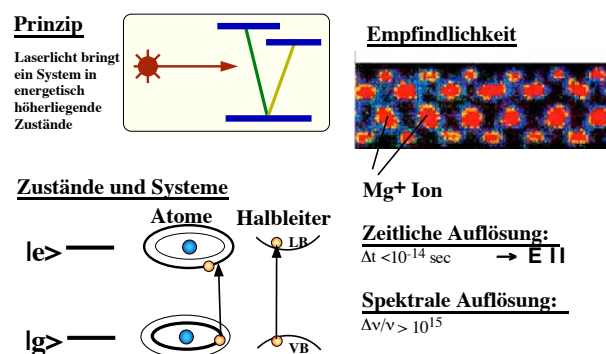 Prinzip
Laserlicht bringt
ein System in
energetisch
höherliegende
Zustände
Empfindlichkeit
Mg+ Ion
Zustände und Systeme
Atome
Halbleiter
|e>
LB
|g>
VB
Zeitliche Auflösung:
Δt <10-14 sec → E II
Spektrale Auflösung:
Δν/ν > 1015